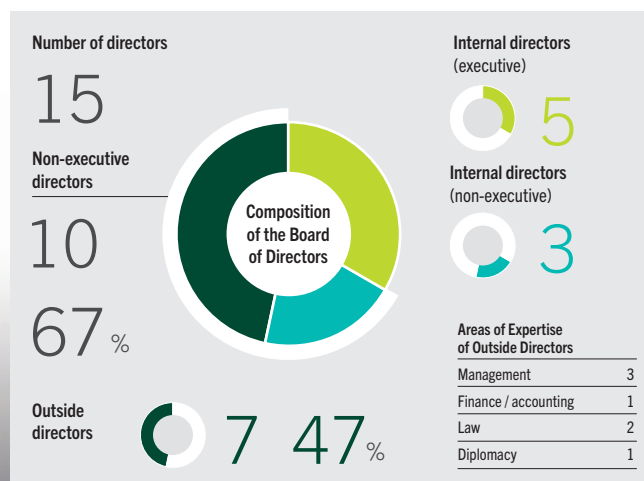 Number of directors
15
Non-executive
directors
10
67 %
Composition
of the Board
of Directors
Outside
directors
7 47%
Internal directors
(executive)
5
Internal directors
(non-executive)
3
Areas of Expertise
of Outside Directors
Management 3
Finance / accounting 1
Law 2
Diplomacy 1